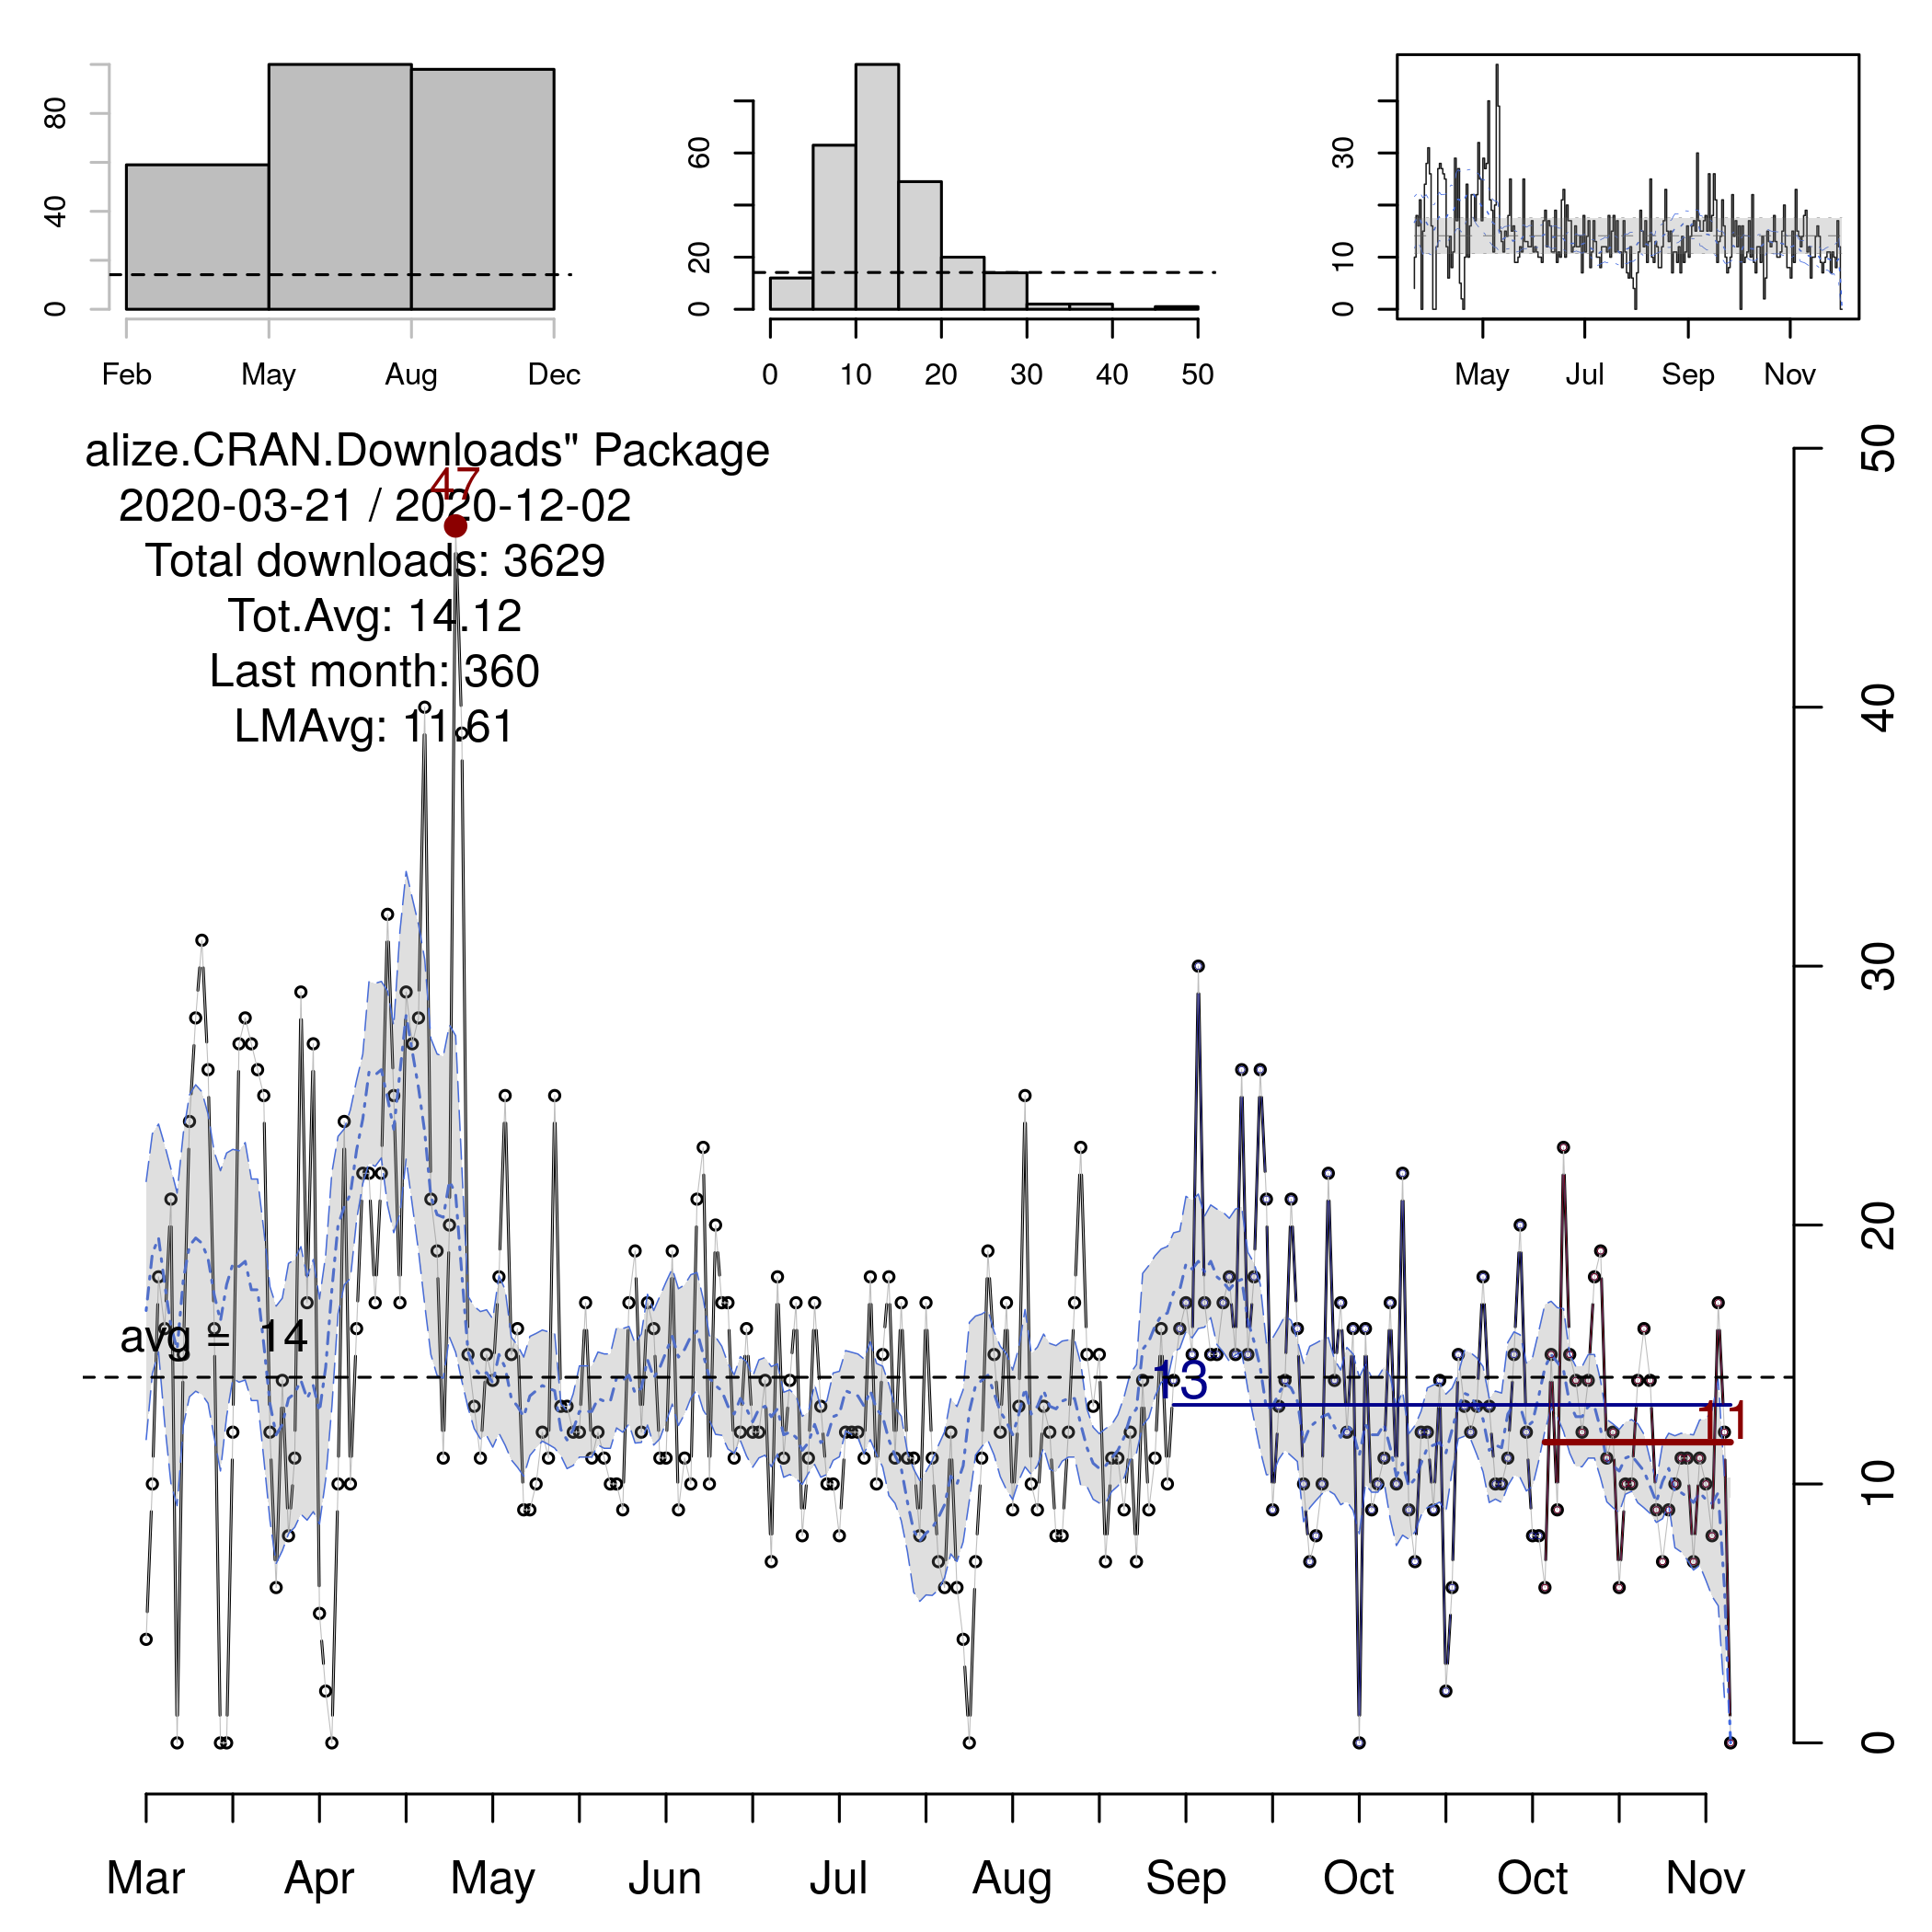 80
40
0
Feb May Aug Dec
60
20
0
0 10 20 30 40 50
30
10
0
May Jul Sep Nov
alize.CRAN.Downloads" Package
47
2020-03-21 / 2020-12-02
Total downloads: 3629
Tot.Avg: 14.12
Last month: 360
LMAvg: 11.61
avg = 14
13
11
50
40
30
20
10
0
Mar Apr May Jun Jul Aug Sep Oct Oct Nov